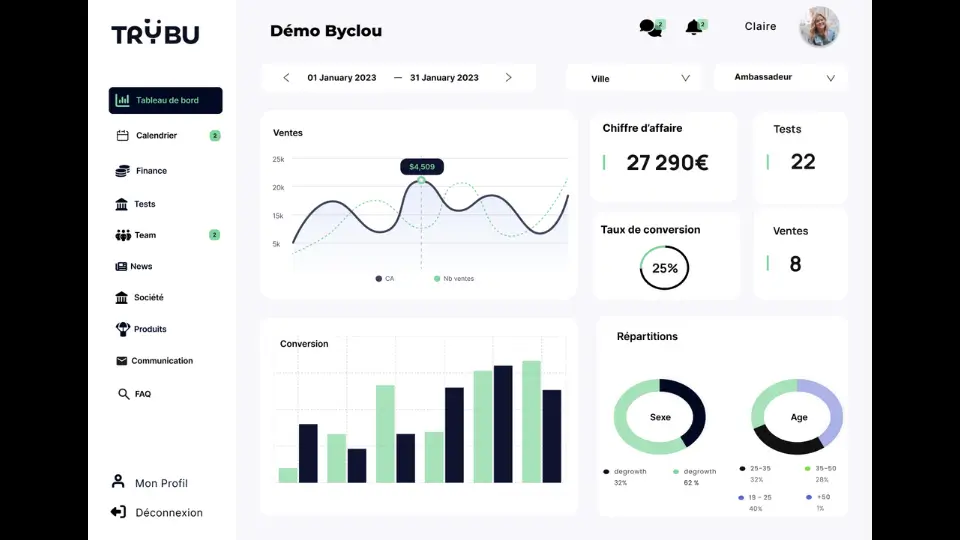 TRYBU
Démo Byclou
2
2
Claire
01 January 2023 — 31 January 2023
Ville
Ambassadeur
Tableau de bord
Calendrier 2
Finance
Tests
Team 2
News
Société
Produits
Communication
FAQ
Mon Profil
Déconnexion
Ventes
25k
20k
15k
5k
$4,509
CA
Nb ventes
Chiffre d'affaire
27 290€
Tests
22
Taux de conversion
25%
Ventes
8
Conversion
Répartitions
Sexe
Age
degrowth
32%
degrowth
62 %
25-35
32%
35-50
28%
19 - 25
40%
+50
1%